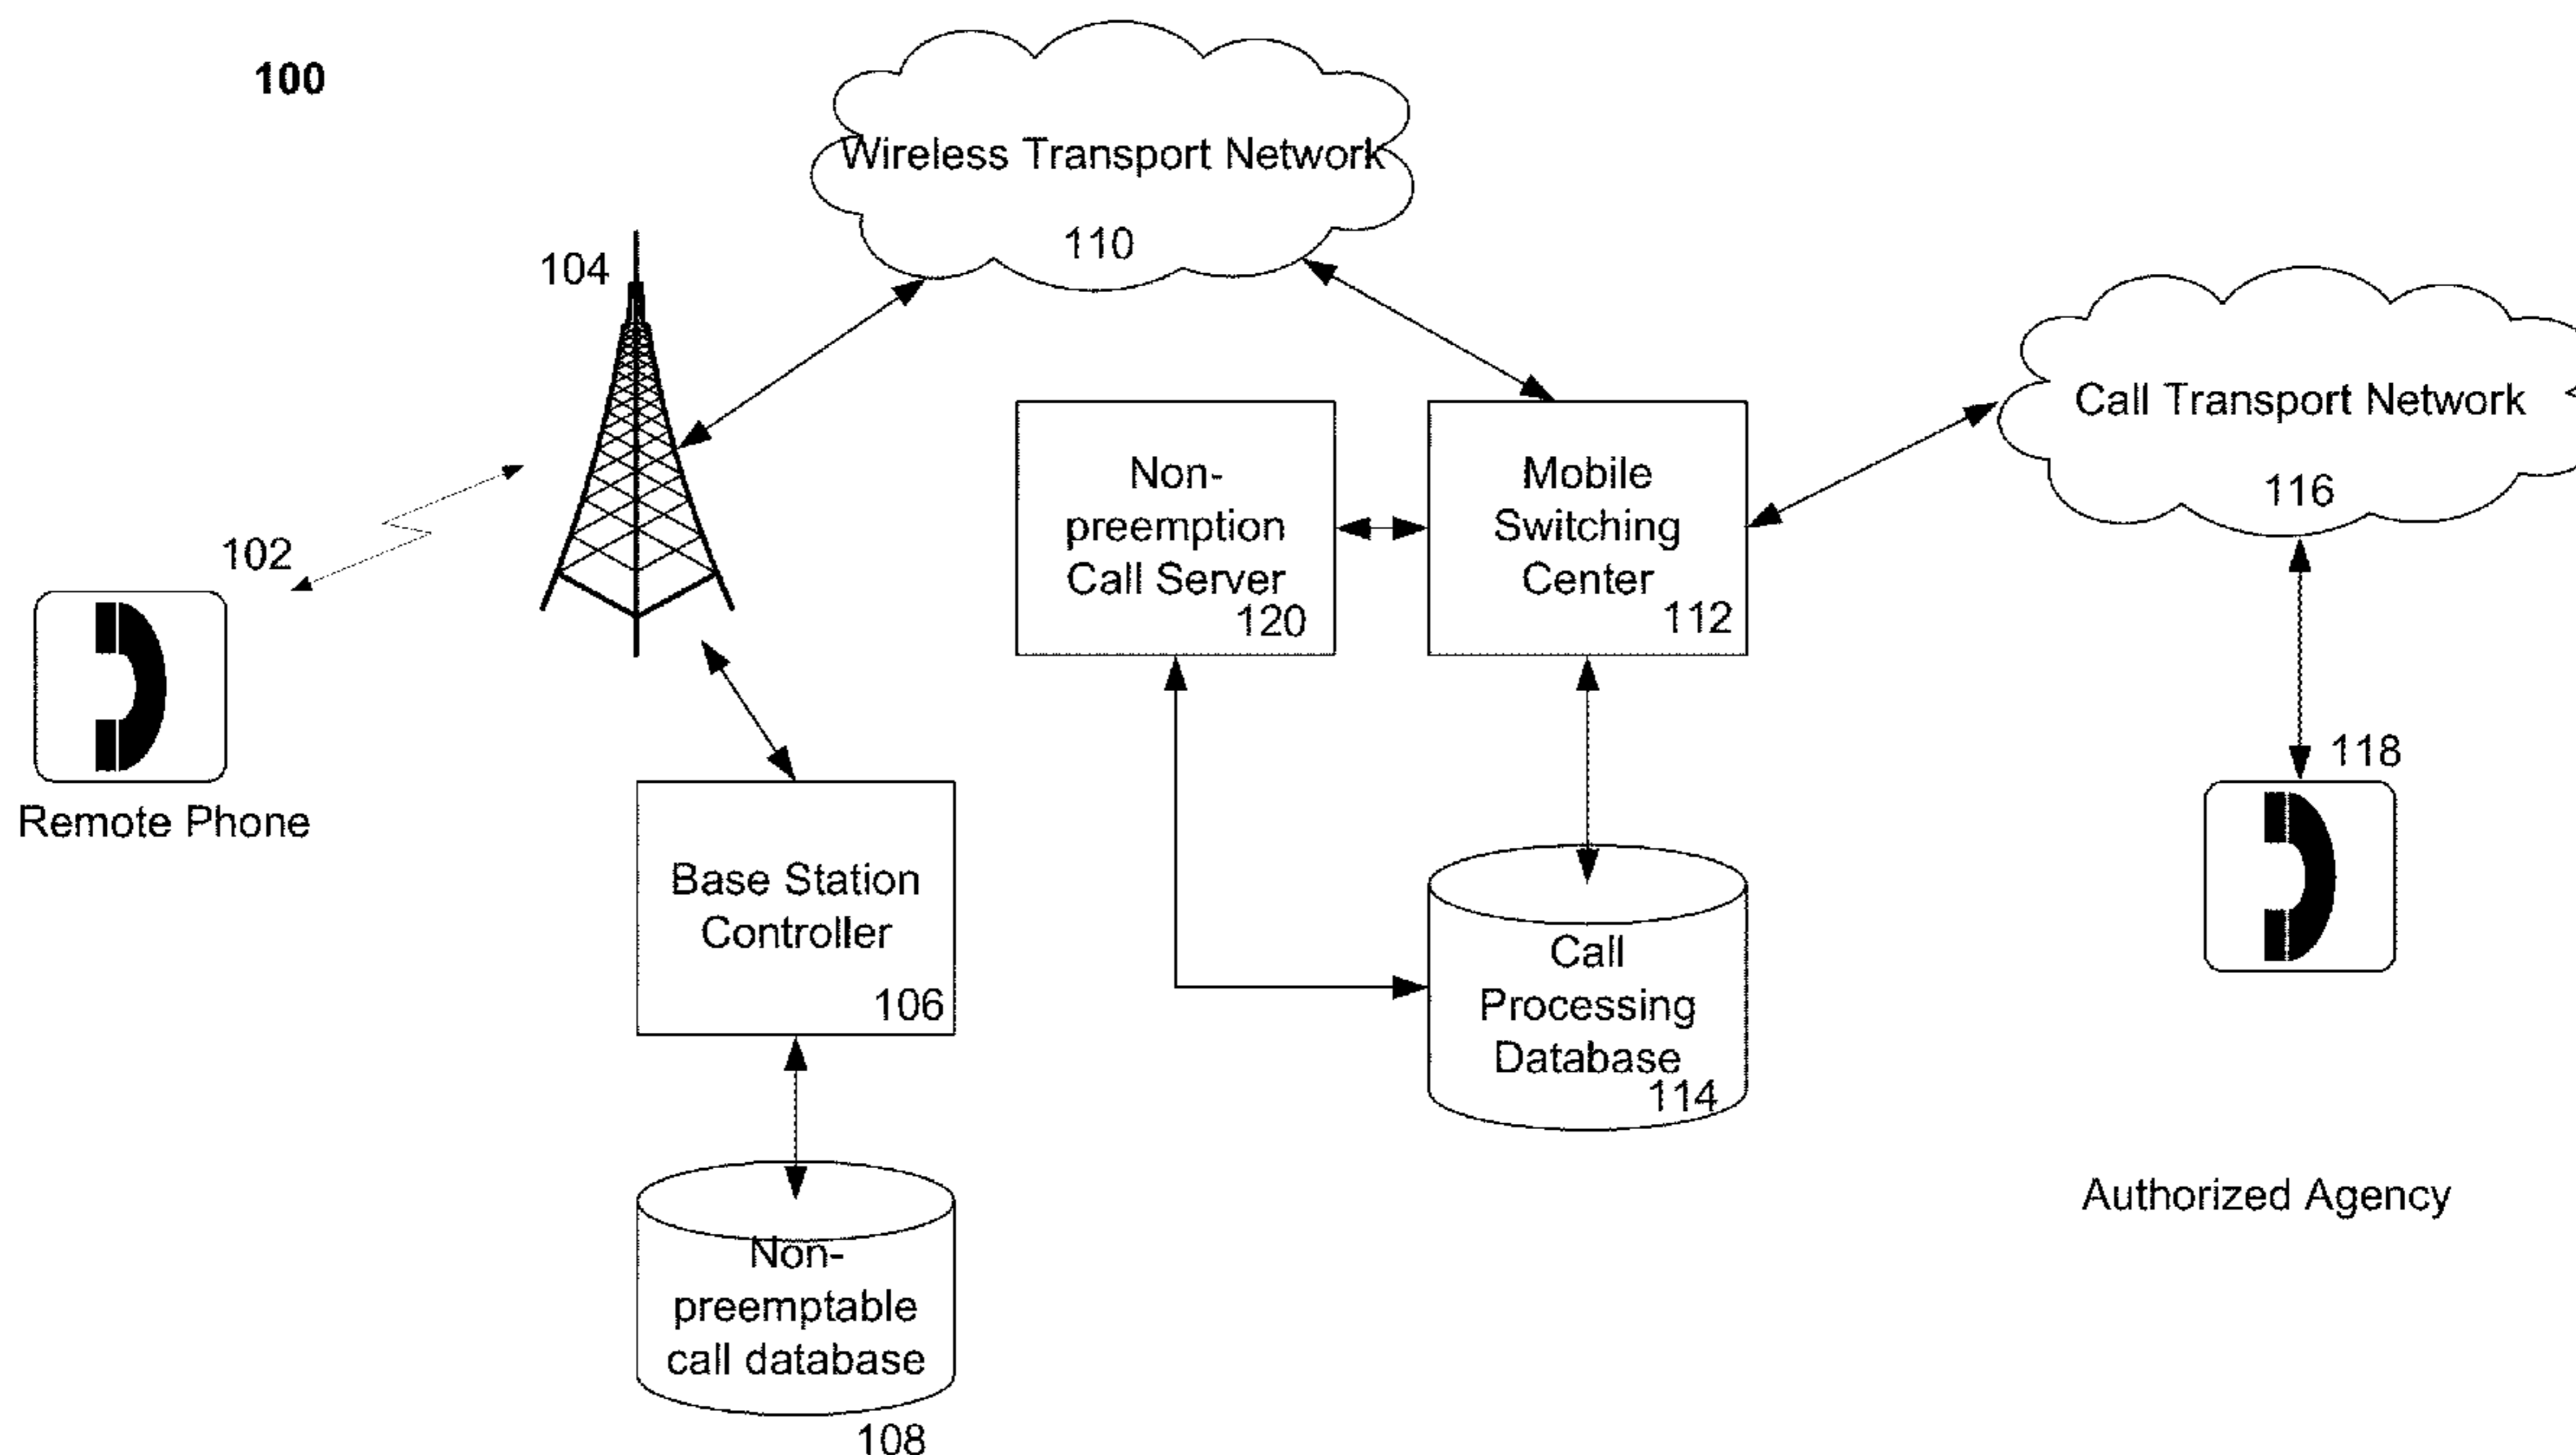 100
Wireless Transport Network
110
104
102
Remote Phone
Non-
preemption
Call Server
120
Mobile
Switching
Center
112
Call Transport Network
116
118
Base Station
Controller
106
Call
Processing
Database
114
Authorized Agency
Non-
preemptable
call database
108